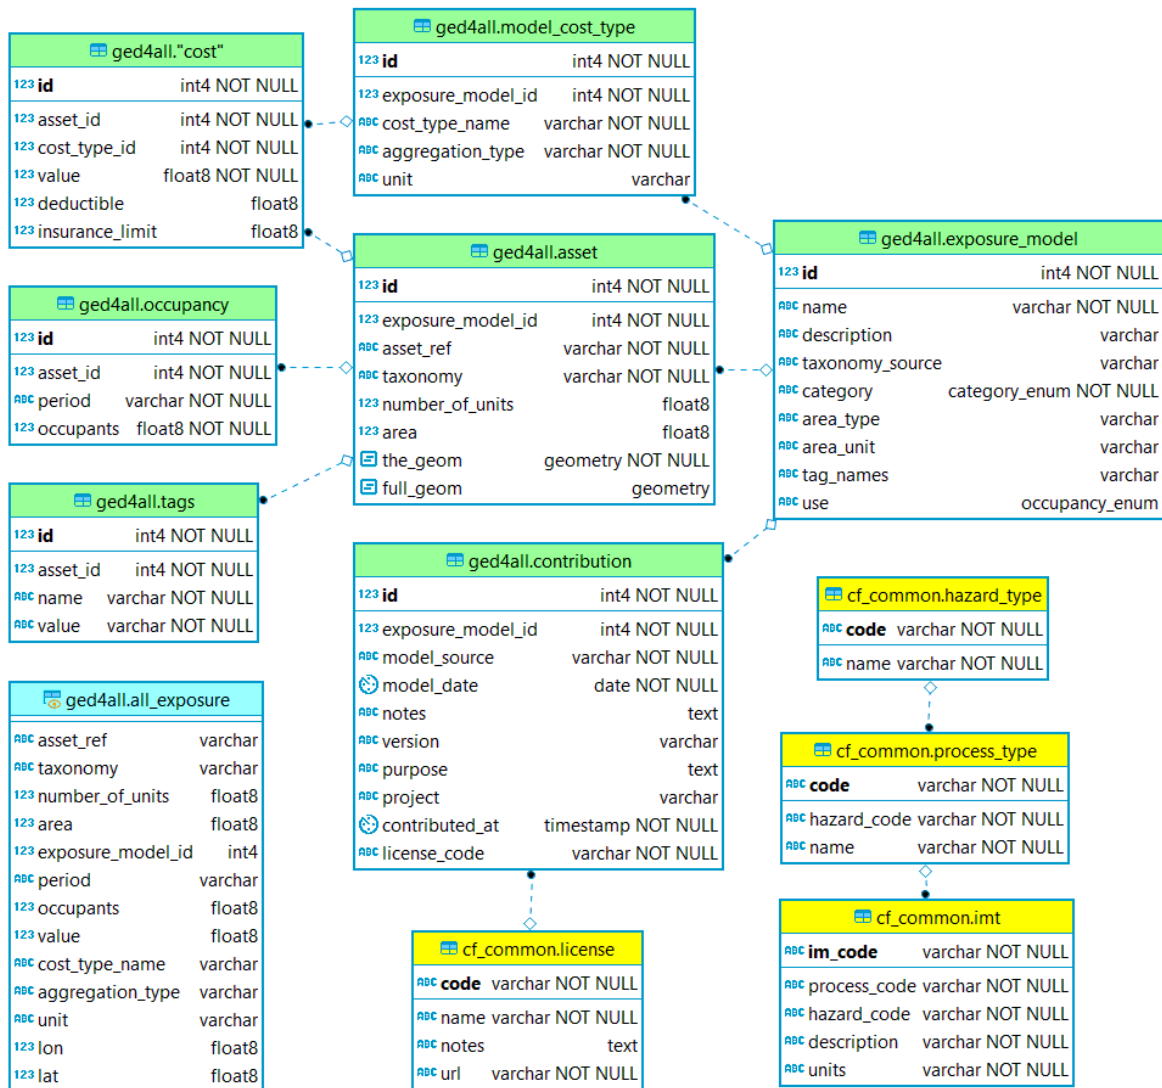 ged4all."cost"
123 id int4 NOT NULL
123 asset_id int4 NOT NULL
123 cost_type_id int4 NOT NULL
123 value float8 NOT NULL
123 deductible float8
123 insurance_limit float8
ged4all.model_cost_type
123 id int4 NOT NULL
123 exposure_model_id int4 NOT NULL
ABC cost_type_name varchar NOT NULL
ABC aggregation_type varchar NOT NULL
ABC unit varchar
ged4all.occupancy
123 id int4 NOT NULL
123 asset_id int4 NOT NULL
ABC period varchar NOT NULL
123 occupants float8 NOT NULL
ged4all.asset
123 id int4 NOT NULL
123 exposure_model_id int4 NOT NULL
ABC asset_ref varchar NOT NULL
ABC taxonomy varchar NOT NULL
123 number_of_units float8
123 area float8
the_geom geometry NOT NULL
full_geom geometry
ged4all.exposure_model
123 id int4 NOT NULL
ABC name varchar NOT NULL
ABC description varchar
ABC taxonomy_source varchar
ABC category category_enum NOT NULL
ABC area_type varchar
ABC area_unit varchar
ABC tag_names varchar
ABC use occupancy_enum
ged4all.tags
123 id int4 NOT NULL
123 asset_id int4 NOT NULL
ABC name varchar NOT NULL
ABC value varchar NOT NULL
ged4all.contribution
123 id int4 NOT NULL
123 exposure_model_id int4 NOT NULL
ABC model_source varchar NOT NULL
model_date date NOT NULL
ABC notes text
ABC version varchar
ABC purpose text
ABC project varchar
contributed_at timestamp NOT NULL
ABC license_code varchar NOT NULL
cf_common.hazard_type
ABC code varchar NOT NULL
ABC name varchar NOT NULL
ged4all.all_exposure
ABC asset_ref varchar
ABC taxonomy varchar
123 number_of_units float8
123 area float8
123 exposure_model_id int4
ABC period varchar
123 occupants float8
123 value float8
ABC cost_type_name varchar
ABC aggregation_type varchar
ABC unit varchar
123 lon float8
123 lat float8
cf_common.process_type
ABC code varchar NOT NULL
ABC hazard_code varchar NOT NULL
ABC name varchar NOT NULL
cf_common.license
ABC code varchar NOT NULL
ABC name varchar NOT NULL
ABC notes text
ABC url varchar NOT NULL
cf_common.imt
ABC im_code varchar NOT NULL
ABC process_code varchar NOT NULL
ABC hazard_code varchar NOT NULL
ABC description varchar NOT NULL
ABC units varchar NOT NULL